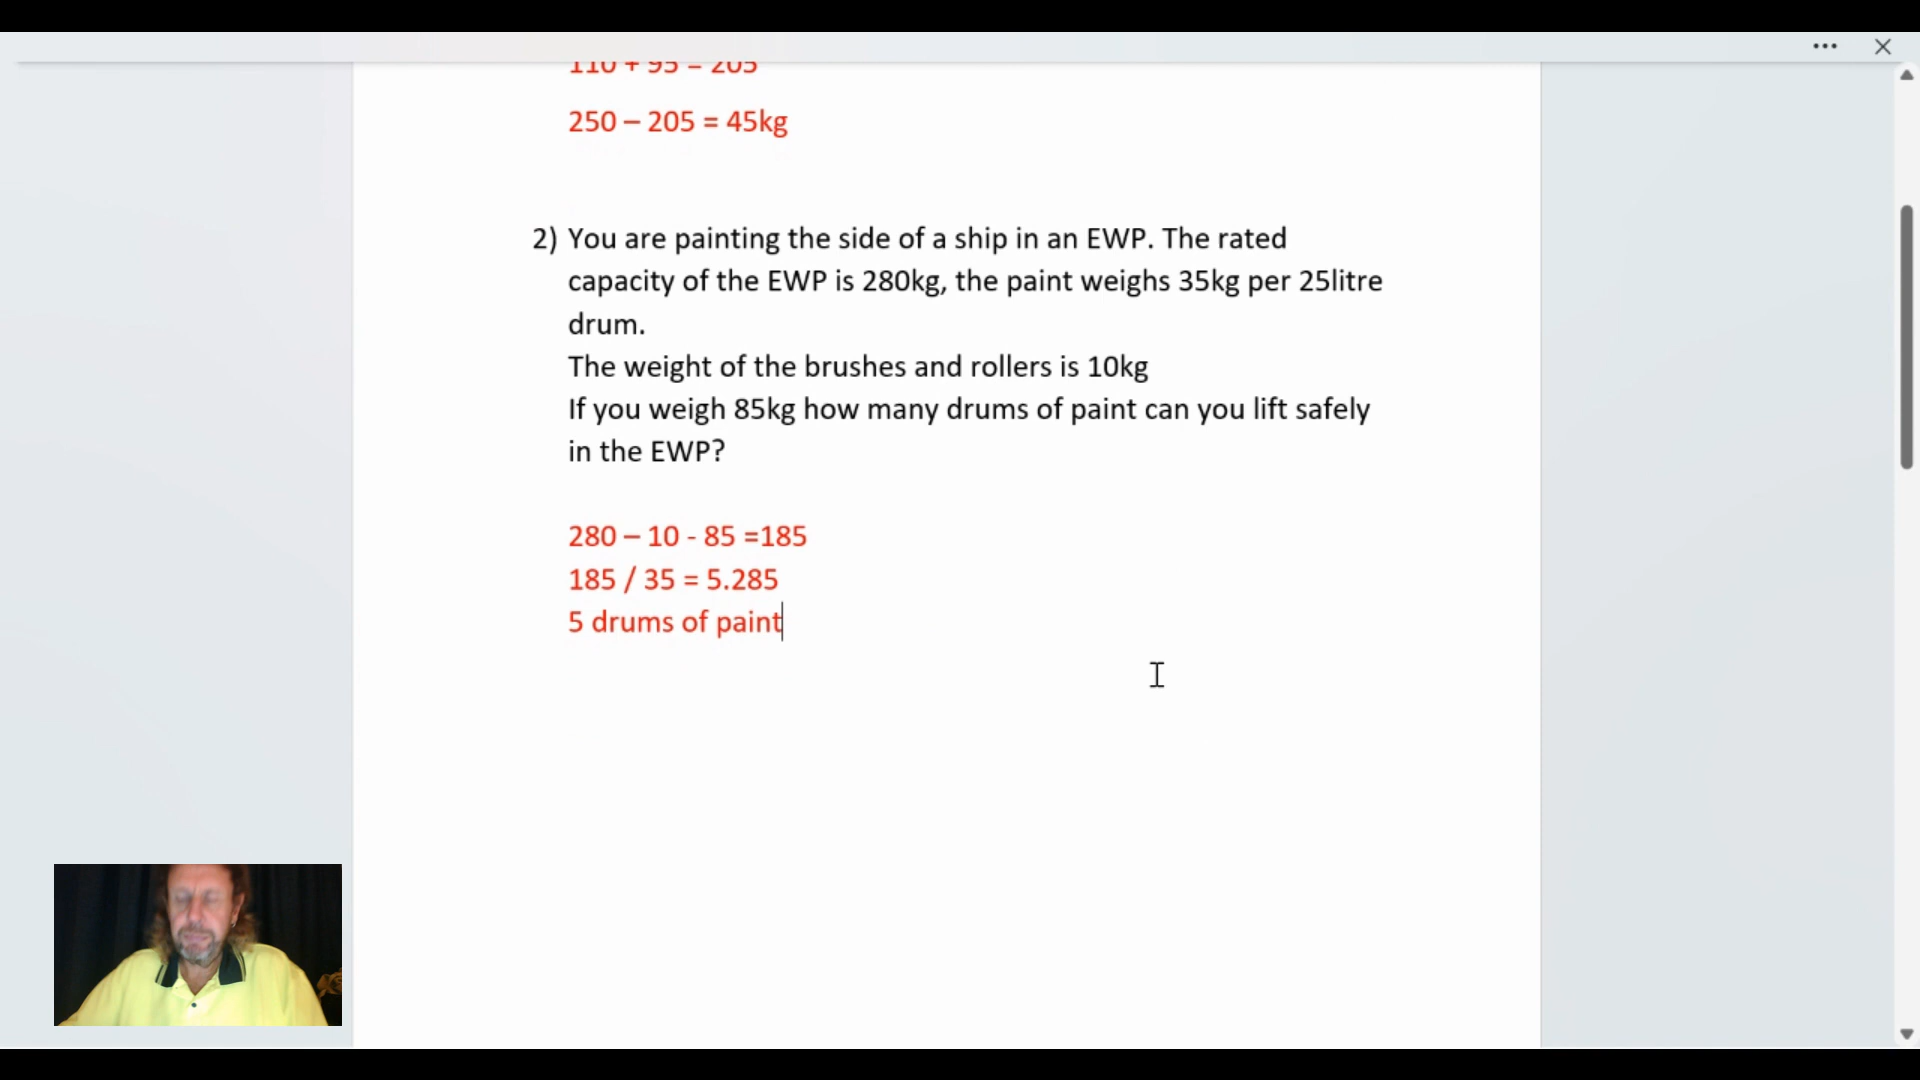 110 + 95 = 205
250 – 205 = 45kg
2) You are painting the side of a ship in an EWP. The rated
capacity of the EWP is 280kg, the paint weighs 35kg per 25litre
drum.
The weight of the brushes and rollers is 10kg
If you weigh 85kg how many drums of paint can you lift safely
in the EWP?
280 – 10 - 85 =185
185 / 35 = 5.285
5 drums of paint